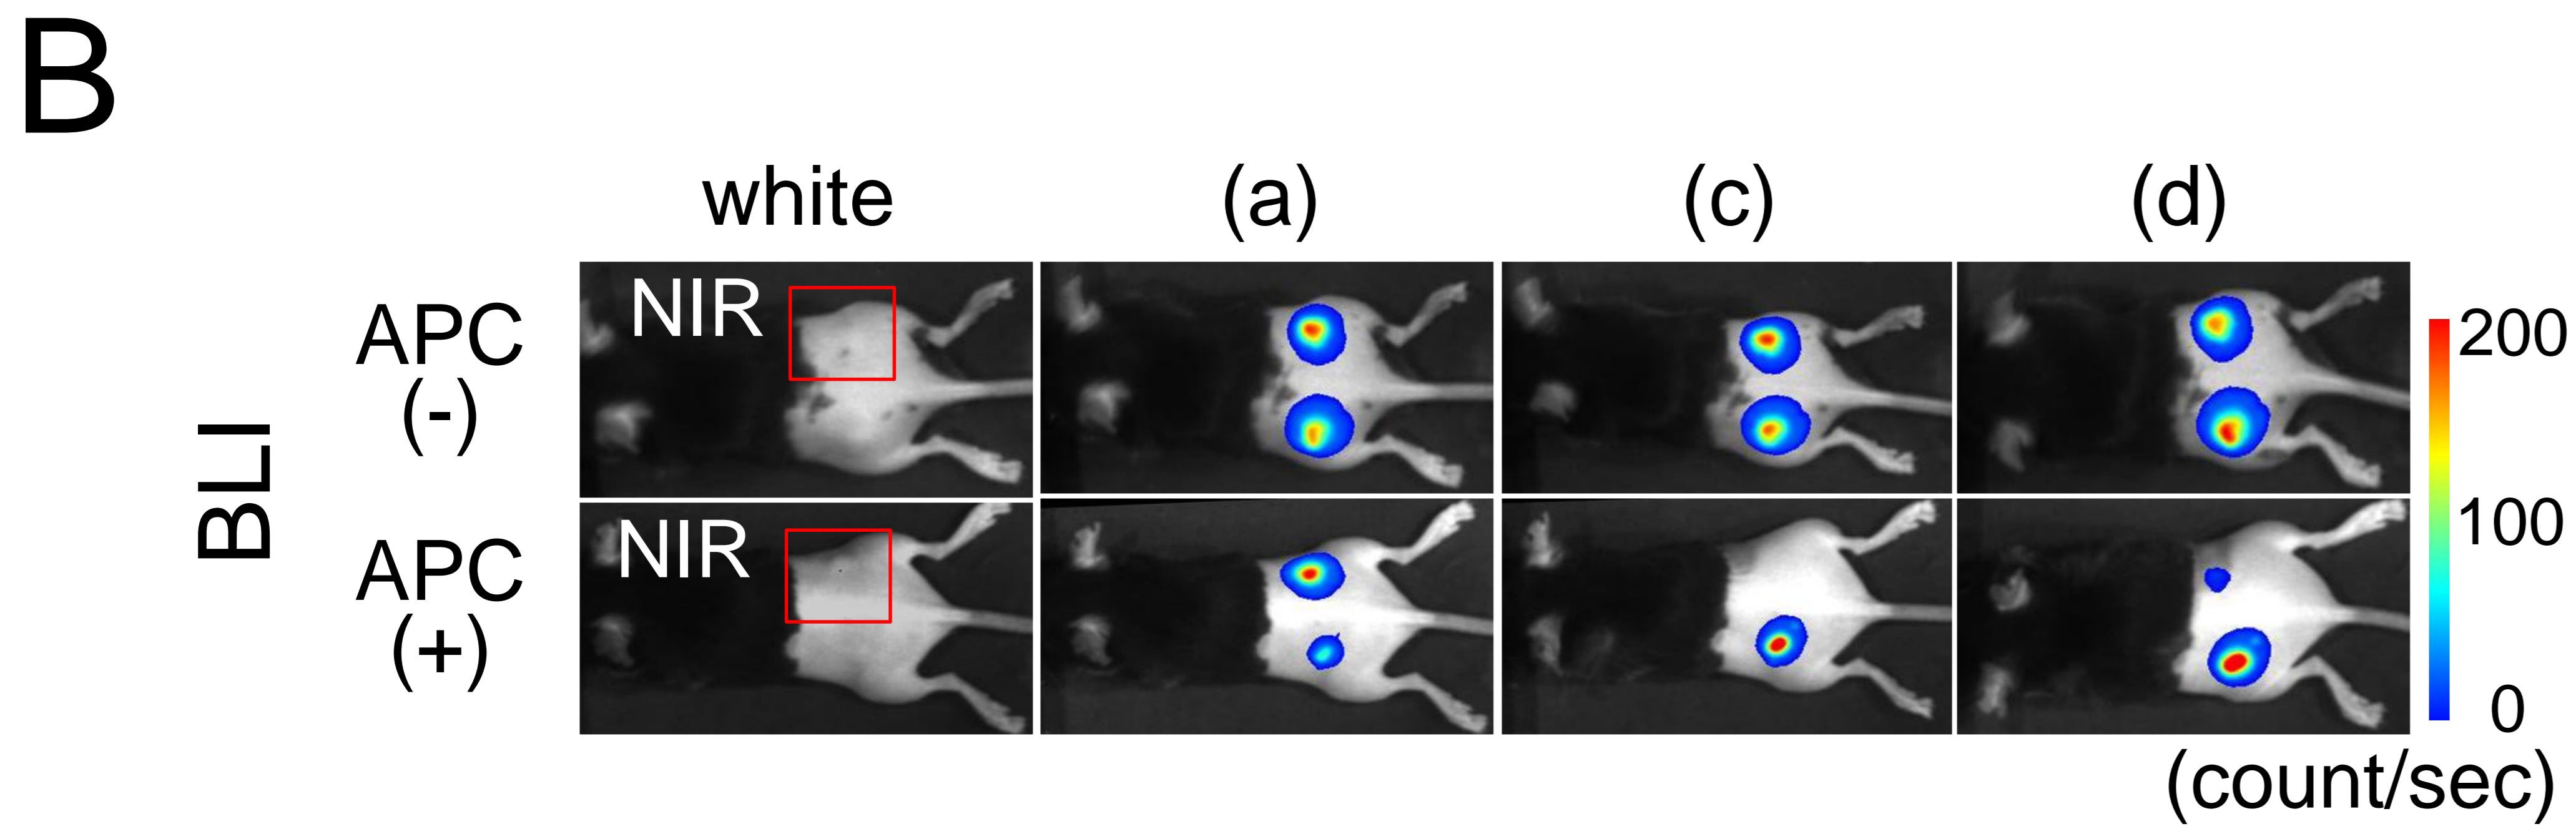 B
white (a) (c) (d)
BLI
APC
(-)
NIR
APC
(+)
NIR
200
100
0
(count/sec)